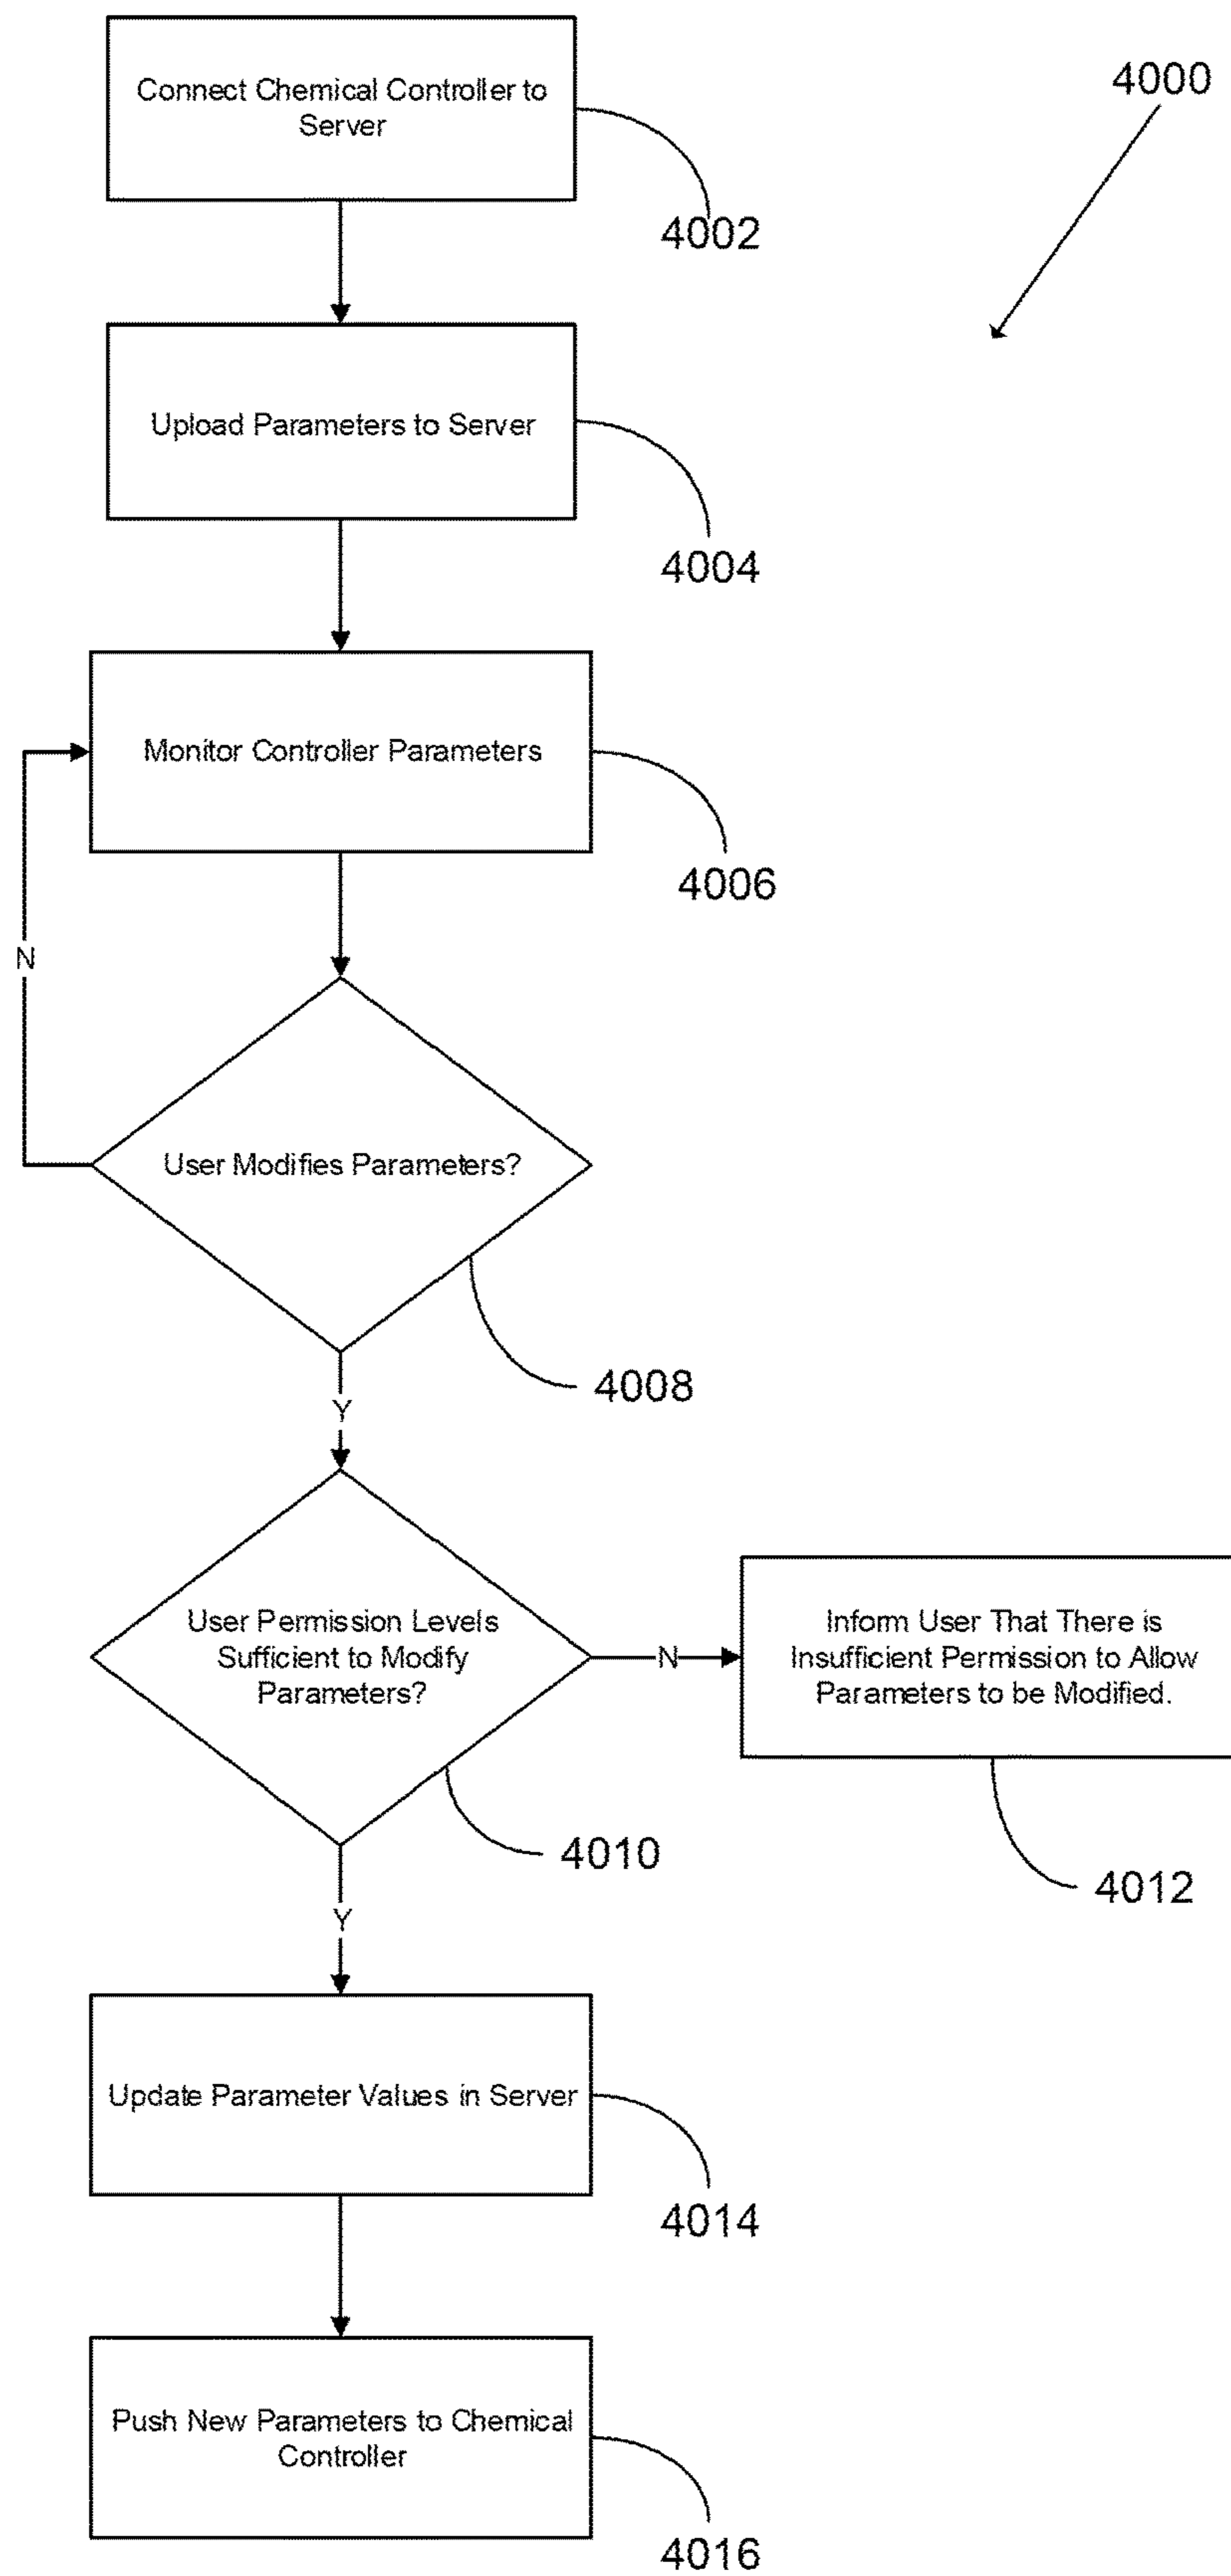 Connect Chemical Controller to
Server
4000
4002
Upload Parameters to Server
4004
Monitor Controller Parameters
4006
N
User Modifies Parameters?
4008
Y
User Permission Levels
Sufficient to Modify
Parameters?
N
Inform User That There is
Insufficient Permission to Allow
Parameters to be Modified.
4010
4012
Y
Update Parameter Values in Server
4014
Push New Parameters to Chemical
Controller
4016